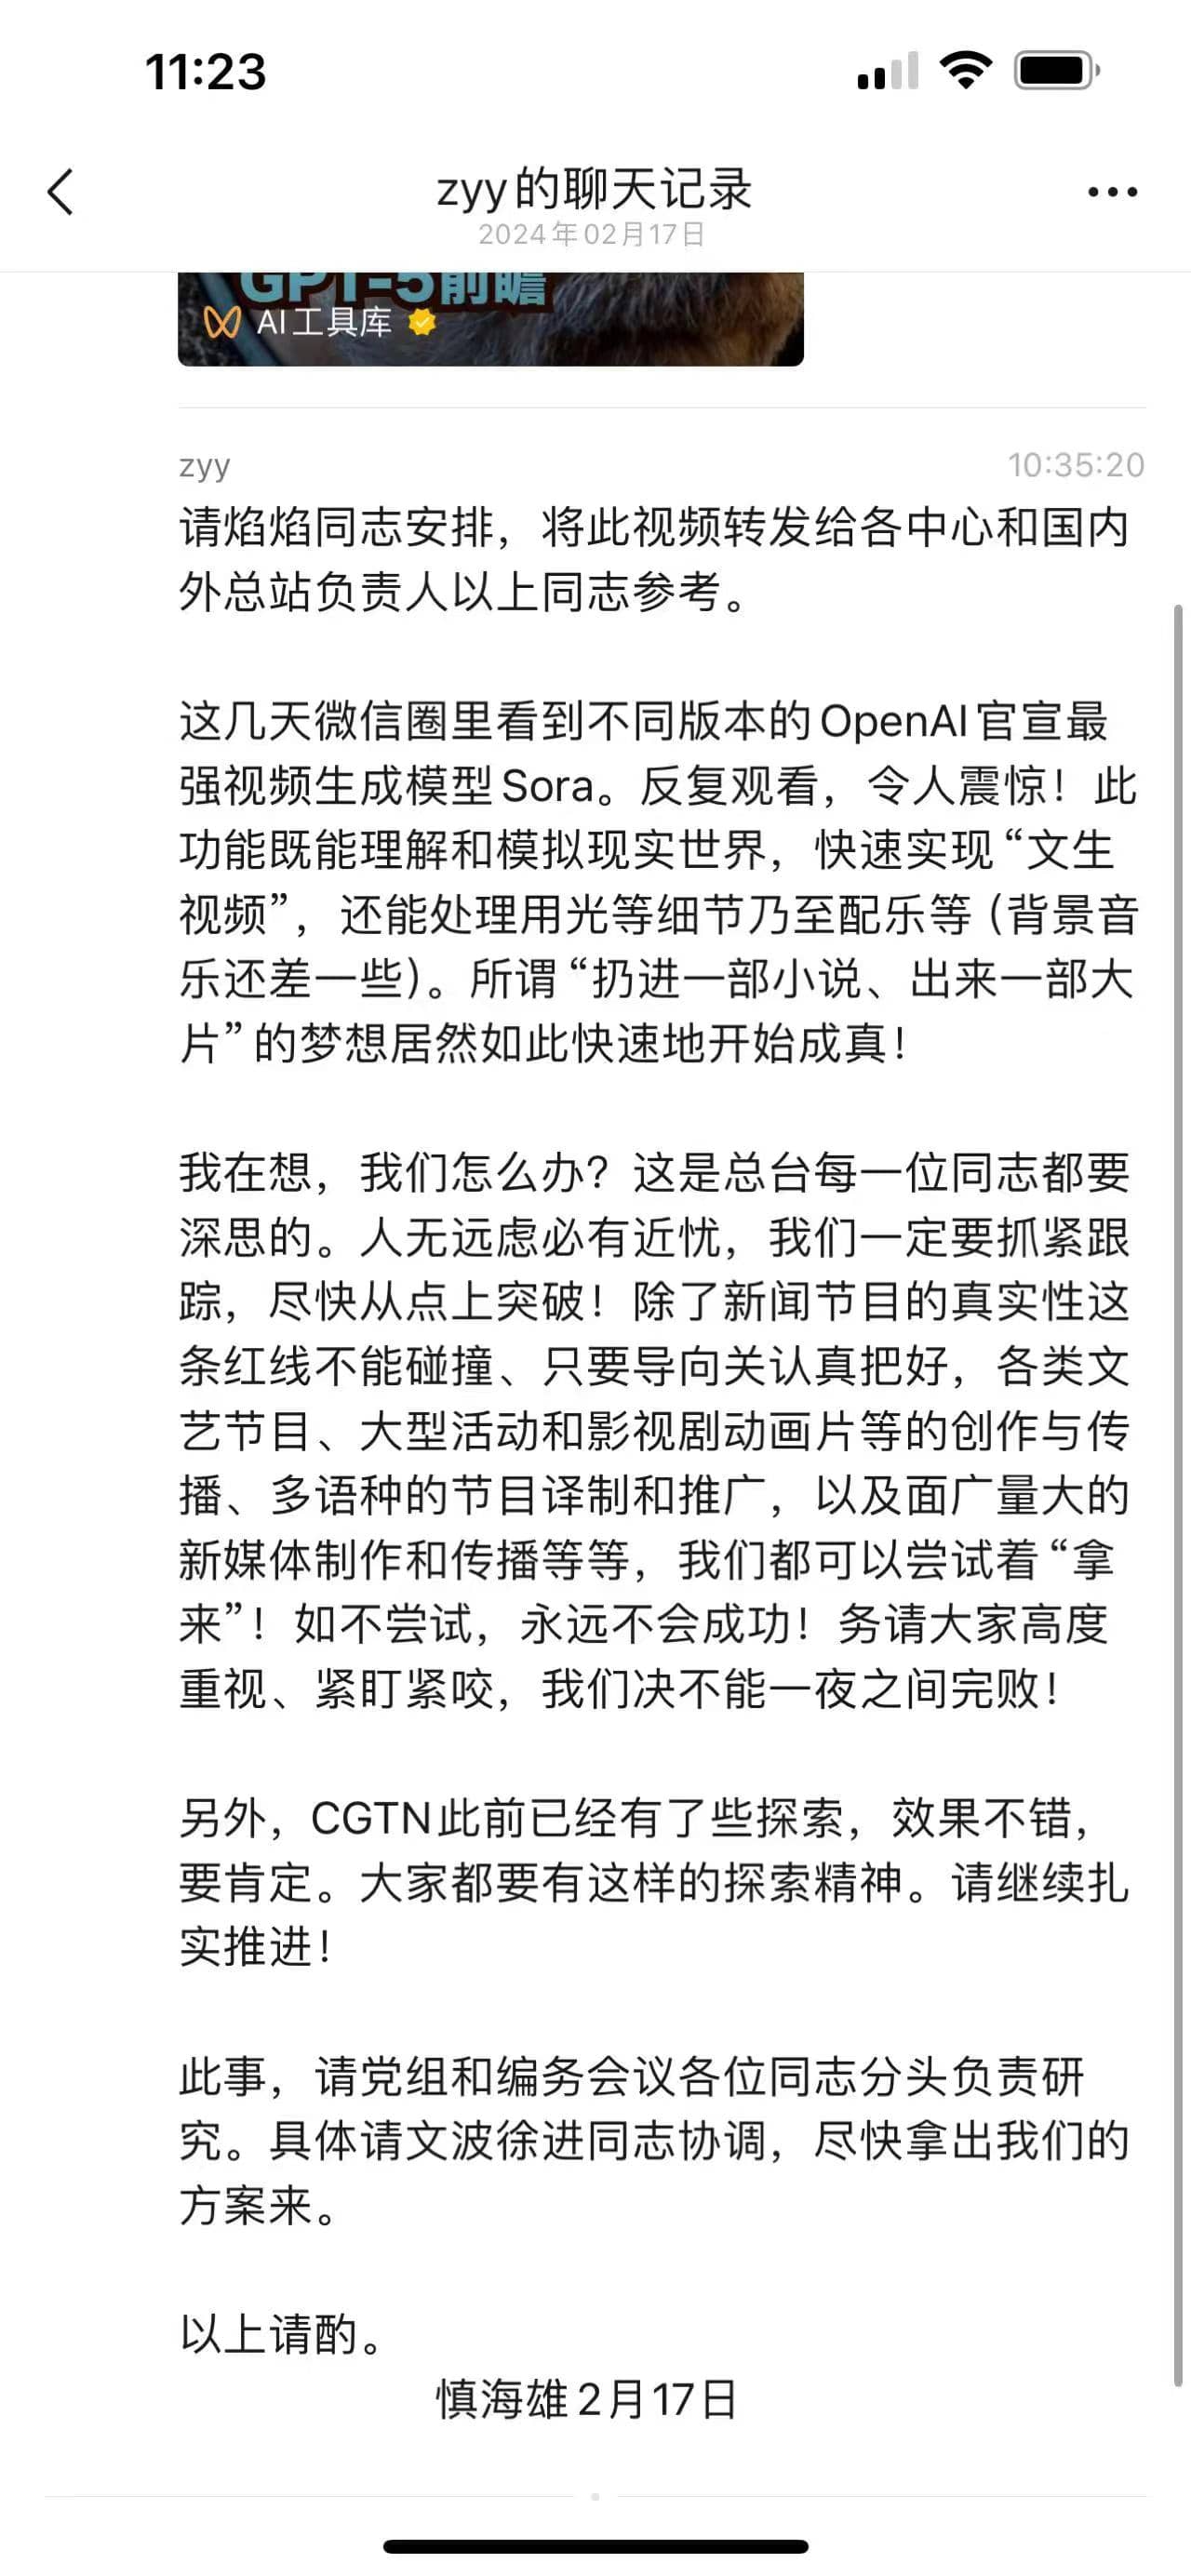 11:23
zyy的聊天记录
2024年02月17日
GPT-5前瞻
AI工具库
zyy
10:35:20
请焰焰同志安排，将此视频转发给各中心和国内
外总站负责人以上同志参考。
这几天微信圈里看到不同版本的OpenAI官宣最
强视频生成模型Sora。反复观看，令人震惊！此
功能既能理解和模拟现实世界，快速实现“文生
视频”，还能处理用光等细节乃至配乐等（背景音
乐还差一些）。所谓“扔进一部小说、出来一部大
片”的梦想居然如此快速地开始成真！
我在想，我们怎么办？这是总台每一位同志都要
深思的。人无远虑必有近忧，我们一定要抓紧跟
踪，尽快从点上突破！除了新闻节目的真实性这
条红线不能碰撞、只要导向关认真把好，各类文
艺节目、大型活动和影视剧动画片等的创作与传
播、多语种的节目译制和推广，以及面广量大的
新媒体制作和传播等等，我们都可以尝试着“拿
来”！如不尝试，永远不会成功！务请大家高度
重视、紧盯紧咬，我们决不能一夜之间完败！
另外，CGTN此前已经有了些探索，效果不错，
要肯定。大家都要有这样的探索精神。请继续扎
实推进！
此事，请党组和编务会议各位同志分头负责研
究。具体请文波徐进同志协调，尽快拿出我们的
方案来。
以上请酌。
慎海雄2月17日